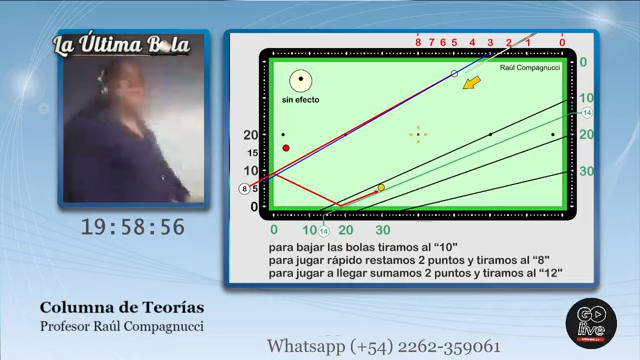 La Última Bola
8 7 6 5 4 3 2 1 0
Raúl Compagnucci
sin efecto
0
10
14
20
30
20
15
10
5
0
8
0 10 14 20 30
para bajar las bolas tiramos al “10”
para jugar rápido restamos 2 puntos y tiramos al “8”
para jugar a llegar sumamos 2 puntos y tiramos al “12”
19:58:56
Columna de Teorías
Profesor Raúl Compagnucci
Whatsapp (+54) 2262-359061
GO
live